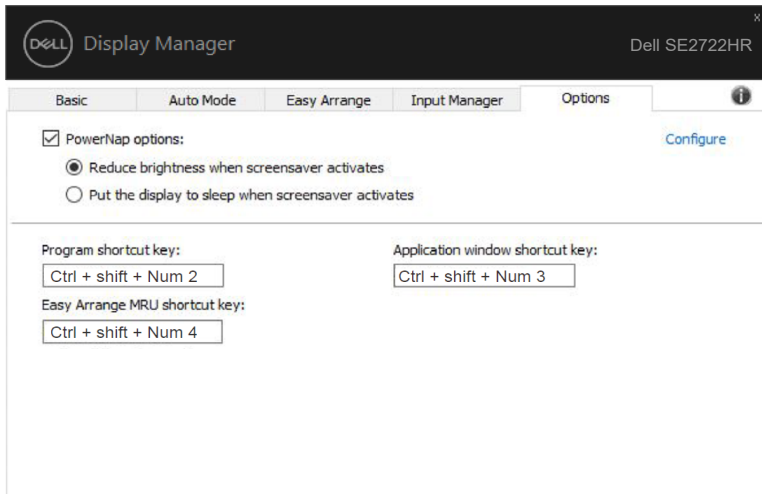 x
DELL Display Manager
Dell SE2722HR
Basic Auto Mode Easy Arrange Input Manager Options i
PowerNap options: Configure
Reduce brightness when screensaver activates
Put the display to sleep when screensaver activates
Program shortcut key: Application window shortcut key:
Ctrl + shift + Num 2 Ctrl + shift + Num 3
Easy Arrange MRU shortcut key:
Ctrl + shift + Num 4